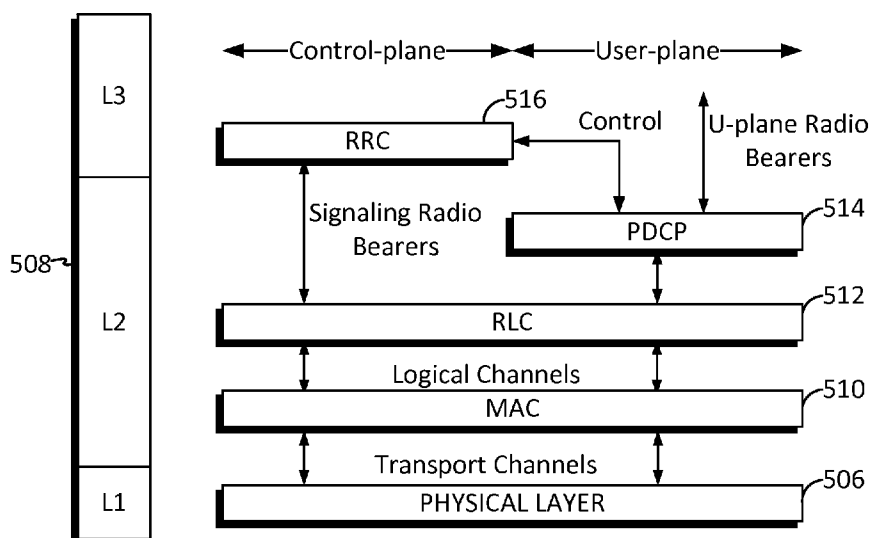 Control-plane
User-plane
L3
516
Control
U-plane Radio
Bearers
RRC
Signaling Radio
Bearers
514
PDCP
508
512
L2
RLC
Logical Channels
510
MAC
Transport Channels
506
L1
PHYSICAL LAYER